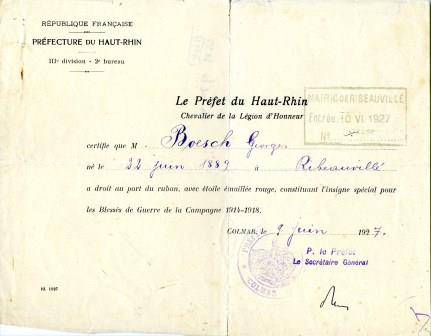 RÉPUBLIQUE FRANÇAISE
PRÉFECTURE DU HAUT-RHIN
IIIe division - 2e bureau
Le Préfet du Haut-Rhin
Chevalier de la Légion d'Honneur
MAIRIE de RIBEAUVILLÉ
Entrée: 10 VI. 1927
No
certifie que M Boesch Georges
né le 22 juin 1889 à Ribeauvillé
a droit au port du ruban, avec étoile émaillée rouge, constituant l'insigne spécial pour
les Blessés de Guerre de la Campagne 1914-1918.
COLMAR, le 9 juin 1927.
P. le Préfet
Le Secrétaire Général
COLMAR